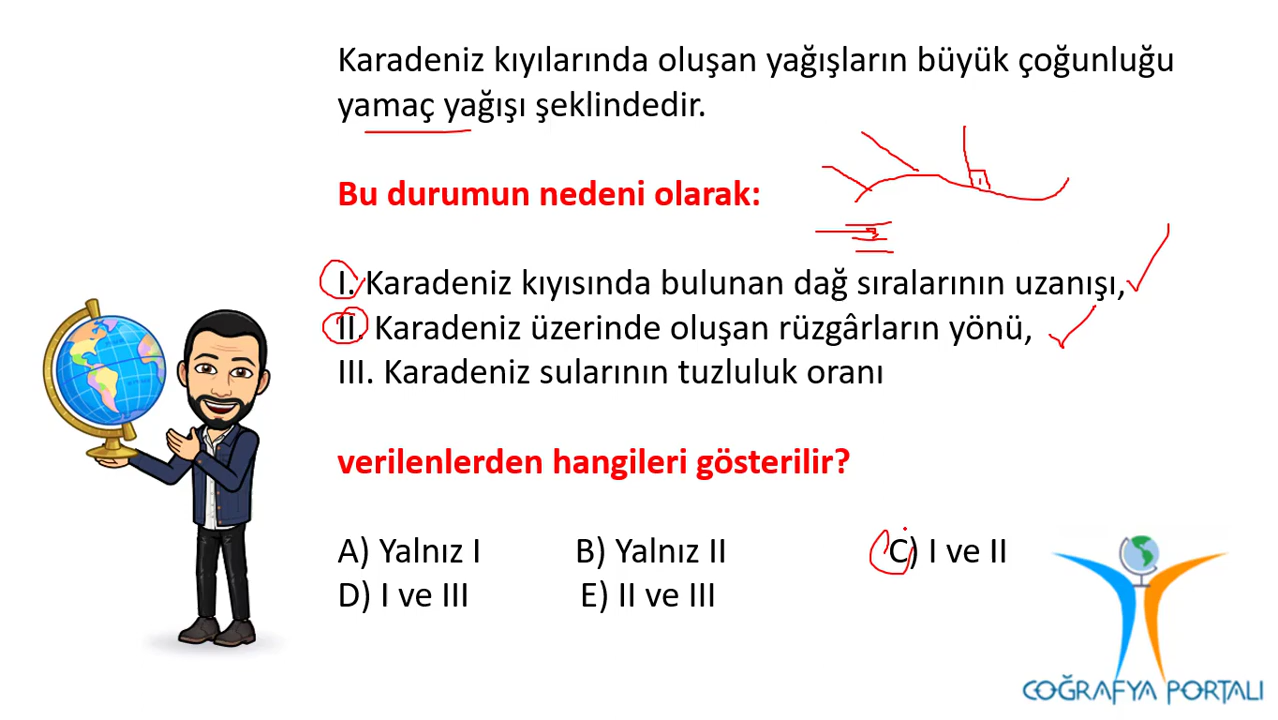 Karadeniz kıyılarında oluşan yağışların büyük çoğunluğu
yamaç yağışı şeklindedir.
Bu durumun nedeni olarak:
I. Karadeniz kıyısında bulunan dağ sıralarının uzanışı,
II. Karadeniz üzerinde oluşan rüzgârların yönü,
III. Karadeniz sularının tuzluluk oranı
verilenlerden hangileri gösterilir?
A) Yalnız I B) Yalnız II C) I ve II
D) I ve III E) II ve III
COĞRAFYA PORTALI